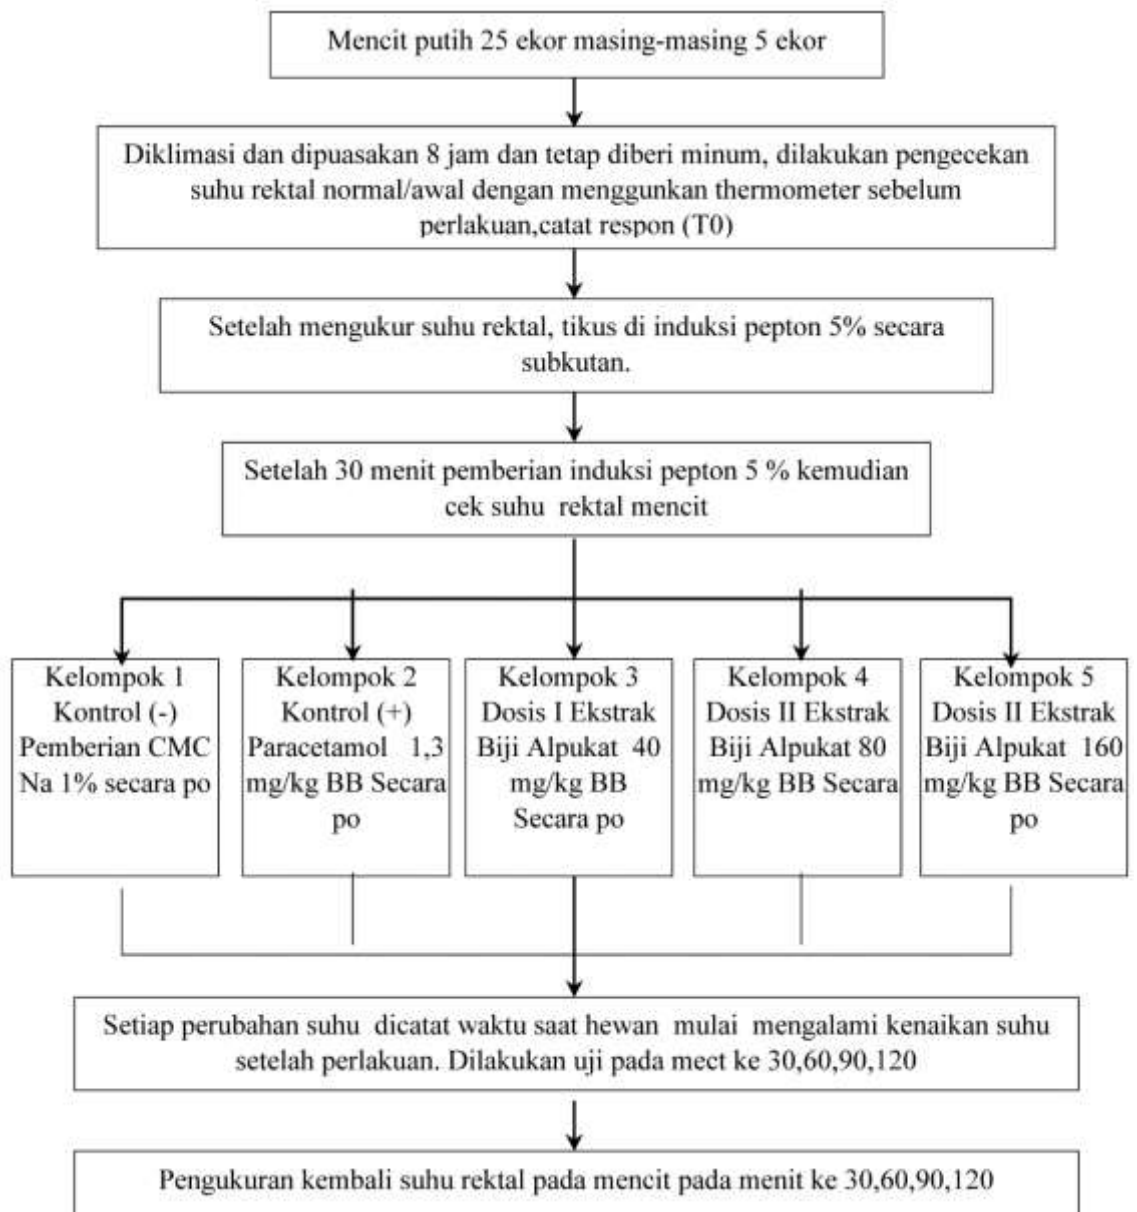 Mencit putih 25 ekor masing-masing 5 ekor
Diklimasi dan dipuasakan 8 jam dan tetap diberi minum, dilakukan pengecekan
suhu rektal normal/awal dengan menggunkan thermometer sebelum
perlakuan,catat respon (T0)
Setelah mengukur suhu rektal, tikus di induksi pepton 5% secara
subkutan.
Setelah 30 menit pemberian induksi pepton 5 % kemudian
cek suhu rektal mencit
Kelompok 1
Kontrol (-)
Pemberian CMC
Na 1% secara po
Kelompok 2
Kontrol (+)
Paracetamol 1,3
mg/kg BB Secara
po
Kelompok 3
Dosis I Ekstrak
Biji Alpukat 40
mg/kg BB
Secara po
Kelompok 4
Dosis II Ekstrak
Biji Alpukat 80
mg/kg BB Secara
Kelompok 5
Dosis II Ekstrak
Biji Alpukat 160
mg/kg BB Secara
po
Setiap perubahan suhu dicatat waktu saat hewan mulai mengalami kenaikan suhu
setelah perlakuan. Dilakukan uji pada mect ke 30,60,90,120
Pengukuran kembali suhu rektal pada mencit pada menit ke 30,60,90,120